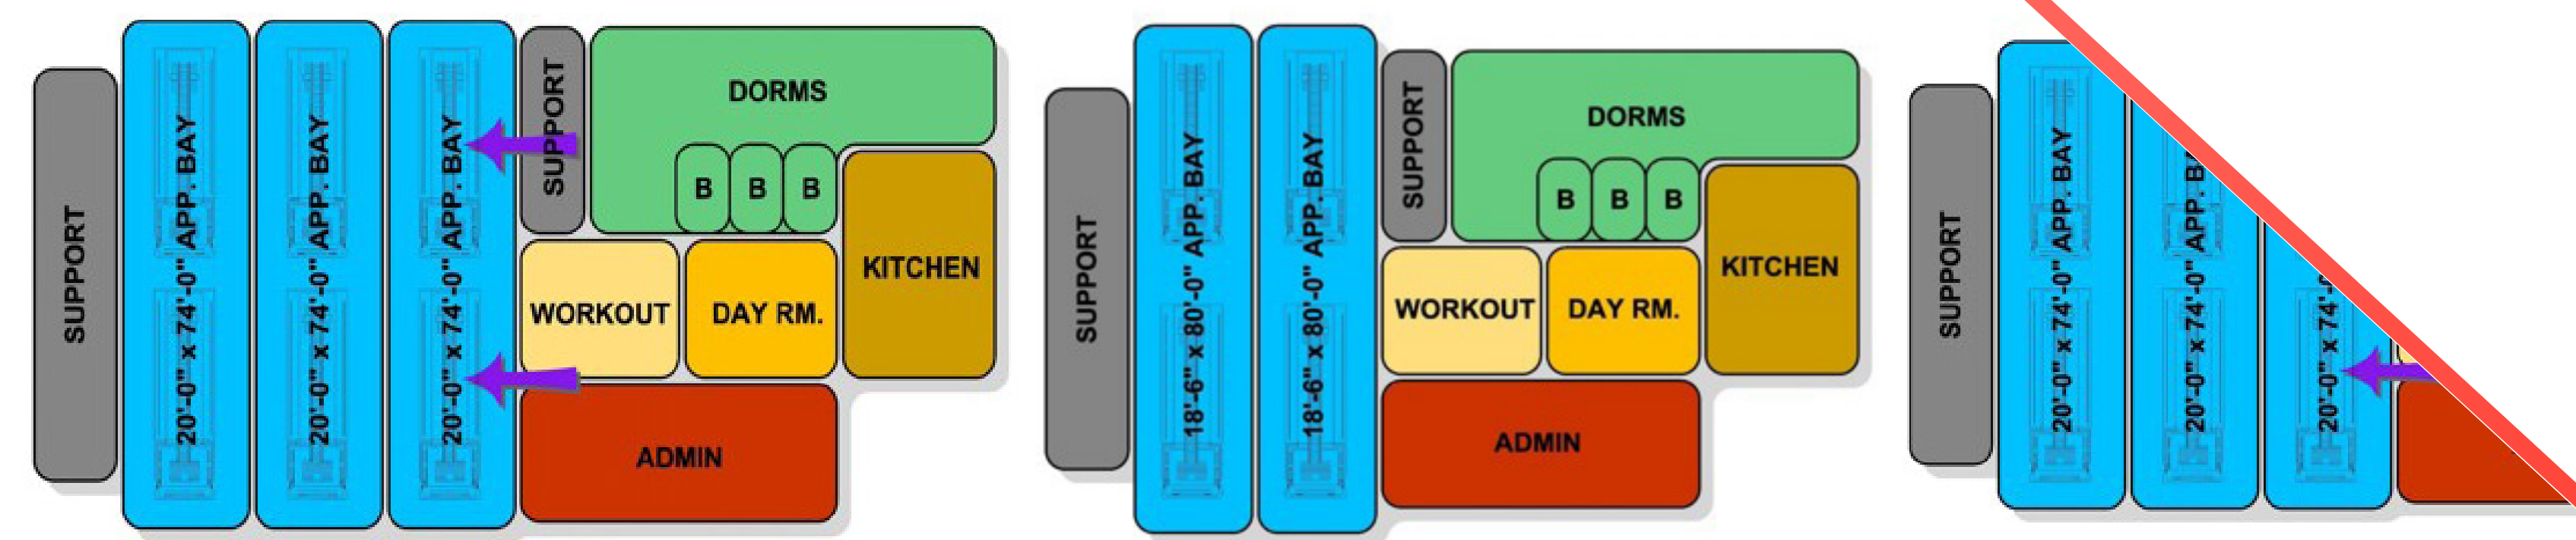 SUPPORT
20'-0" x 74'-0" APP. BAY
20'-0" x 74'-0" APP. BAY
20'-0" x 74'-0" APP. BAY
SUPPORT
DORMS
B B B
WORKOUT
DAY RM.
KITCHEN
ADMIN
SUPPORT
18'-6" x 80'-0" APP. BAY
18'-6" x 80'-0" APP. BAY
SUPPORT
DORMS
B B B
WORKOUT
DAY RM.
KITCHEN
ADMIN
SUPPORT
20'-0" x 74'-0" APP. BAY
20'-0" x 74'-0" APP.
20'-0" x 74'-